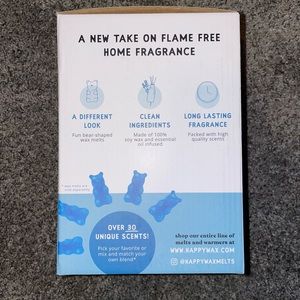 A NEW TAKE ON FLAME FREE
HOME FRAGRANCE
A DIFFERENT
LOOK
Fun bear-shaped
wax melts
CLEAN
INGREDIENTS
Made of 100%
soy wax and essential
oil infused
LONG LASTING
FRAGRANCE
Packed with high
quality scents
OVER 30
UNIQUE SCENTS!
Pick your favorite or
mix and match your
own blend*
shop our entire line of
melts and warmers at
WWW.HAPPYWAX.COM
@HAPPYWAXMELTS